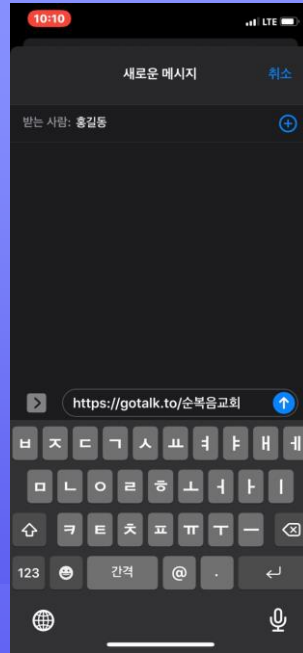 10:10 LTE
새로운 메시지 취소
받는 사람: 홍길동
https://gotalk.to/순복음교회
ㅂ ㅈ ㄷ ㄱ ㅅ ㅛ ㅕ ㅑ ㅐ ㅔ
ㅁ ㄴ ㅇ ㄹ ㅎ ㅗ ㅓ ㅏ ㅣ
ㅋ ㅌ ㅊ ㅍ ㅠ ㅜ ㅡ
123 간격 @ .